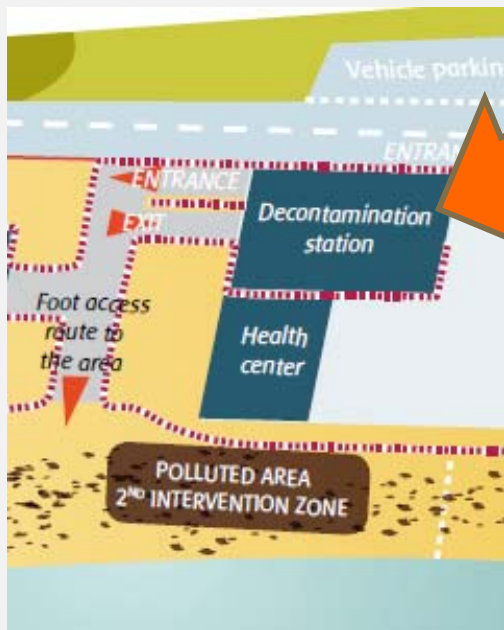 Vehicle parkin
ENTRAN
ENTRANCE
EXIT
Decontamination
station
Foot access
route to
the area
Health
center
POLLUTED AREA
2ND INTERVENTION ZONE